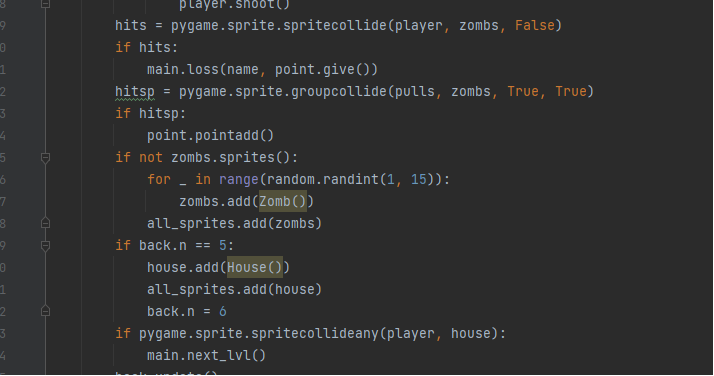 player.shoot()
hits = pygame.sprite.spritecollide(player, zombs, False)
if hits:
main.loss(name, point.give())
hitsp = pygame.sprite.groupcollide(pulls, zombs, True, True)
if hitsp:
point.pointadd()
if not zombs.sprites():
for _ in range(random.randint(1, 15)):
zombs.add(Zomb())
all_sprites.add(zombs)
if back.n == 5:
house.add(House())
all_sprites.add(house)
back.n = 6
if pygame.sprite.spritecollideany(player, house):
main.next_lvl()
back.update()